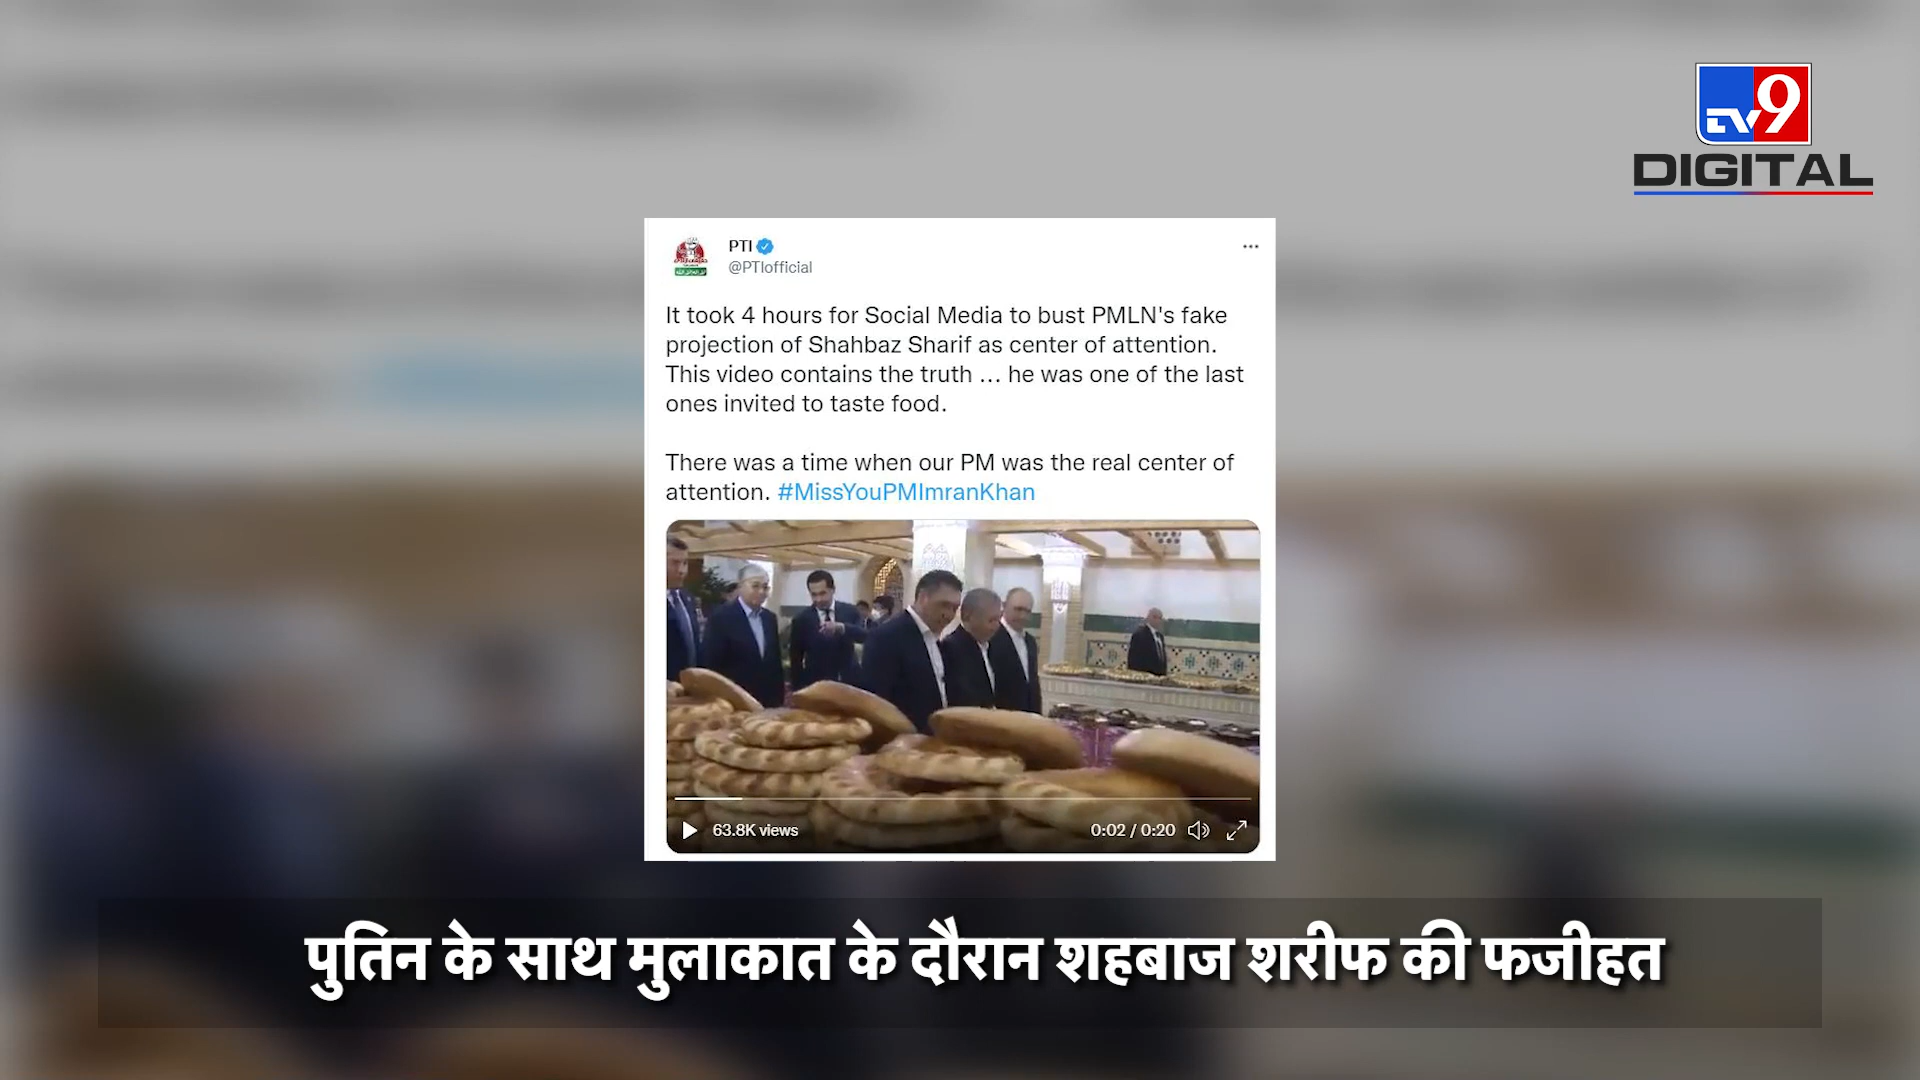 TV9
DIGITAL
PTI
@PTIofficial
It took 4 hours for Social Media to bust PMLN's fake
projection of Shahbaz Sharif as center of attention.
This video contains the truth ... he was one of the last
ones invited to taste food.
There was a time when our PM was the real center of
attention. #MissYouPMImranKhan
63.8K views
0:02 / 0:20
पुतिन के साथ मुलाकात के दौरान शहबाज शरीफ की फजीहत